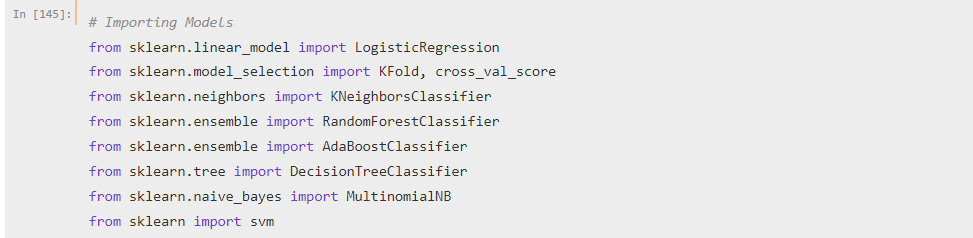 In [145]:
# Importing Models
from sklearn.linear_model import LogisticRegression
from sklearn.model_selection import KFold, cross_val_score
from sklearn.neighbors import KNeighborsClassifier
from sklearn.ensemble import RandomForestClassifier
from sklearn.ensemble import AdaBoostClassifier
from sklearn.tree import DecisionTreeClassifier
from sklearn.naive_bayes import MultinomialNB
from sklearn import svm